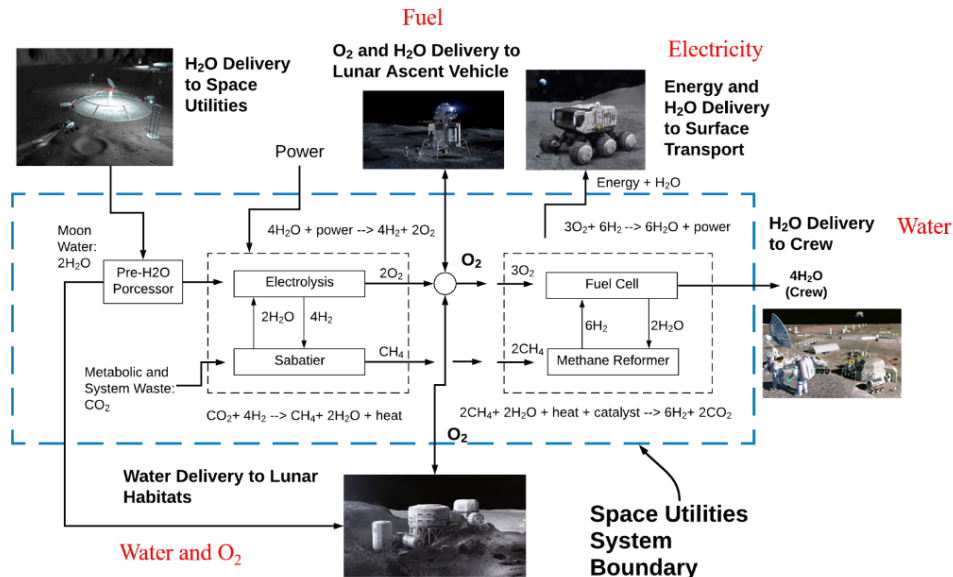 Fuel
O₂ and H₂O Delivery to
Lunar Ascent Vehicle
Electricity
H₂O Delivery
to Space
Utilities
Energy and
H₂O Delivery
to Surface
Transport
Power
Energy + H₂O
Moon
Water:
2H₂O
4H₂O + power --> 4H₂+ 2O₂
3O₂+ 6H₂ --> 6H₂O + power
H₂O Delivery
to Crew
Water
Pre-H2O
Porcessor
Electrolysis
2O₂
O₂
3O₂
Fuel Cell
4H₂O
(Crew)
2H₂O
4H₂
6H₂
2H₂O
Sabatier
CH₄
2CH₄
Methane Reformer
Metabolic and
System Waste:
CO₂
CO₂+ 4H₂ --> CH₄+ 2H₂O + heat
2CH₄+ 2H₂O + heat + catalyst --> 6H₂+ 2CO₂
O₂
Water Delivery to Lunar
Habitats
Water and O₂
Space Utilities
System
Boundary